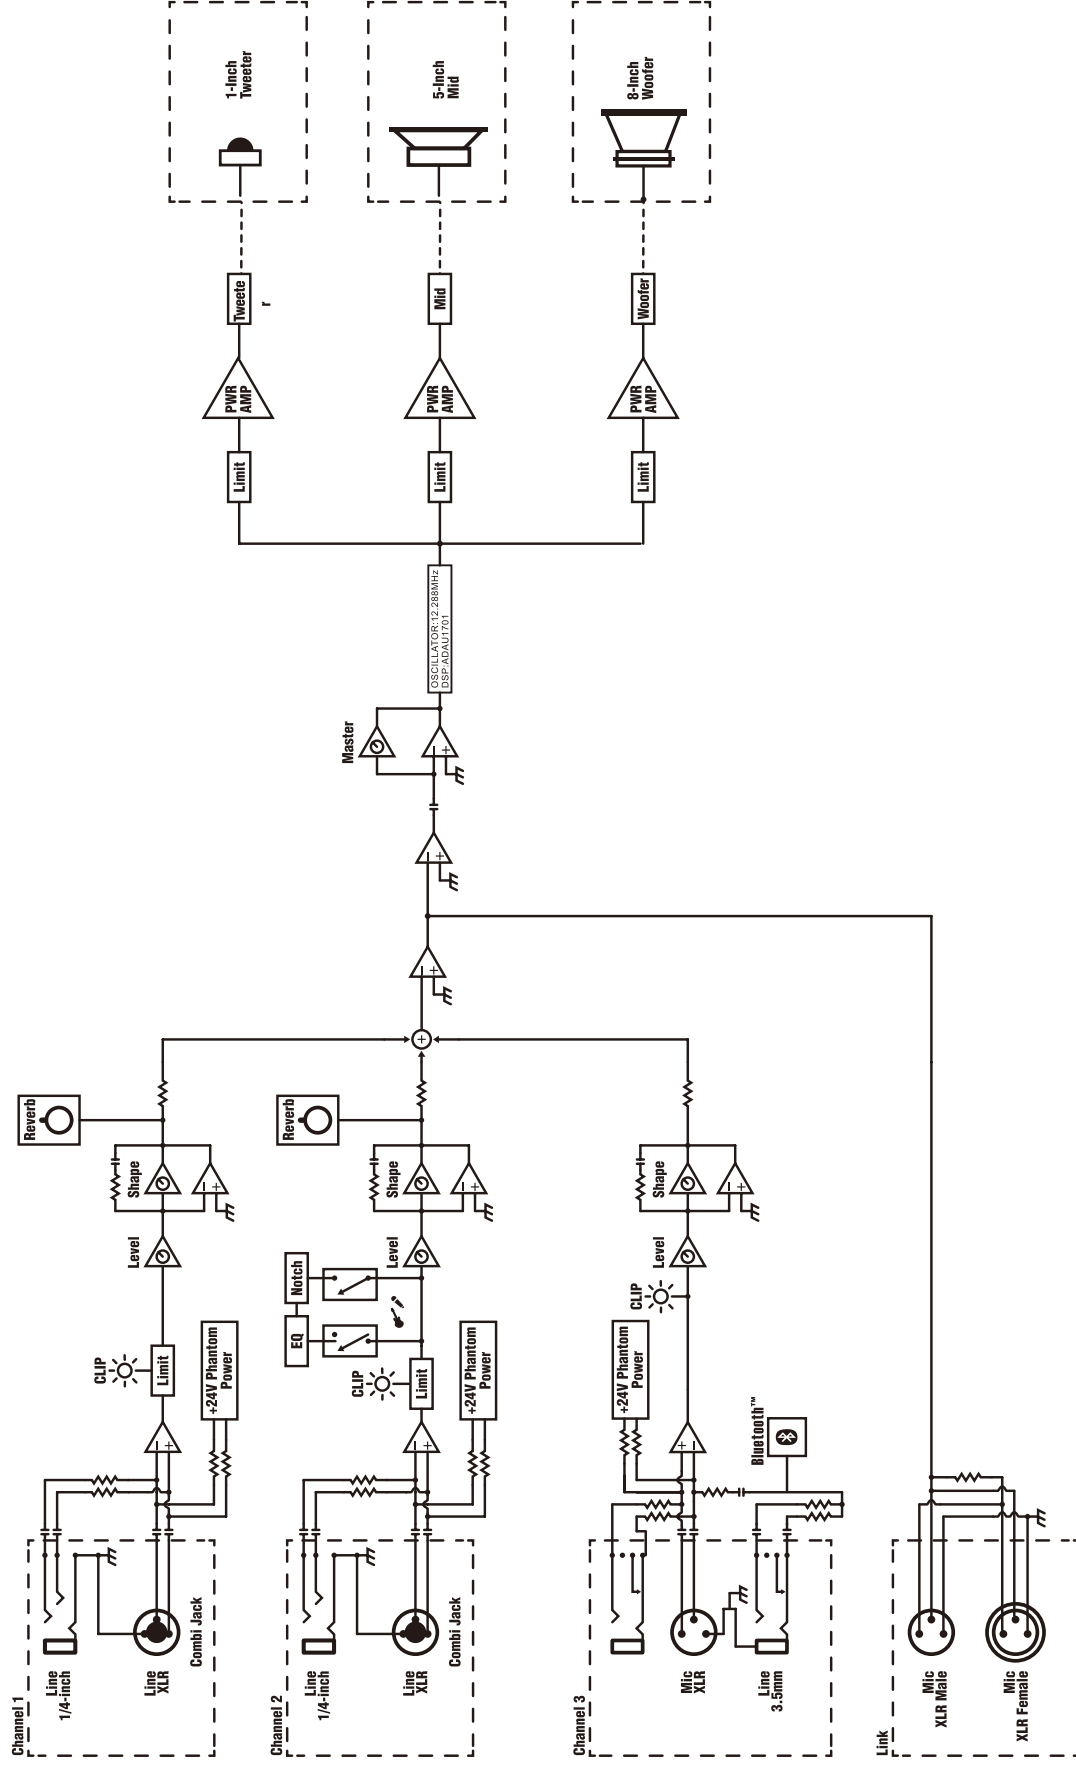 Channel 1
Line
1/4-inch
Line
XLR
Combi Jack
+24V Phantom
Power
CLIP
Limit
Level
Shape
Reverb
Channel 2
Line
1/4-inch
Line
XLR
Combi Jack
+24V Phantom
Power
CLIP
Limit
EQ
Notch
Level
Shape
Reverb
Channel 3
Mic
XLR
Line
3.5mm
Bluetooth™
+24V Phantom
Power
CLIP
Level
Shape
Link
Mic
XLR Male
Mic
XLR Female
Master
OSCILLATOR:12.288MHz
DSP:ADAU1701
Limit
PWR
AMP
Tweete
r
1-Inch
Tweeter
Limit
PWR
AMP
Mid
5-Inch
Mid
Limit
PWR
AMP
Woofer
8-Inch
Woofer